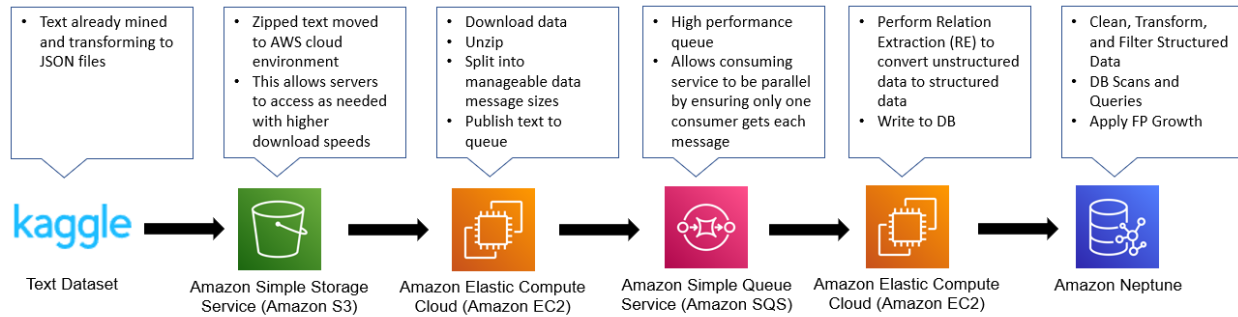 • Text already mined
and transforming to
JSON files
• Zipped text moved
to AWS cloud
environment
• This allows servers
to access as needed
with higher
download speeds
• Download data
• Unzip
• Split into
manageable data
message sizes
• Publish text to
queue
• High performance
queue
• Allows consuming
service to be parallel
by ensuring only one
consumer gets each
message
• Perform Relation
Extraction (RE) to
convert unstructured
data to structured
data
• Write to DB
• Clean, Transform,
and Filter Structured
Data
• DB Scans and
Queries
• Apply FP Growth
kaggle
Text Dataset
Amazon Simple Storage
Service (Amazon S3)
Amazon Elastic Compute
Cloud (Amazon EC2)
Amazon Simple Queue
Service (Amazon SQS)
Amazon Elastic Compute
Cloud (Amazon EC2)
Amazon Neptune